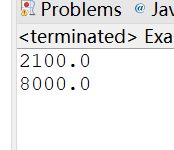 Problems @ Jav
<terminated> Exa
2100.0
8000.0